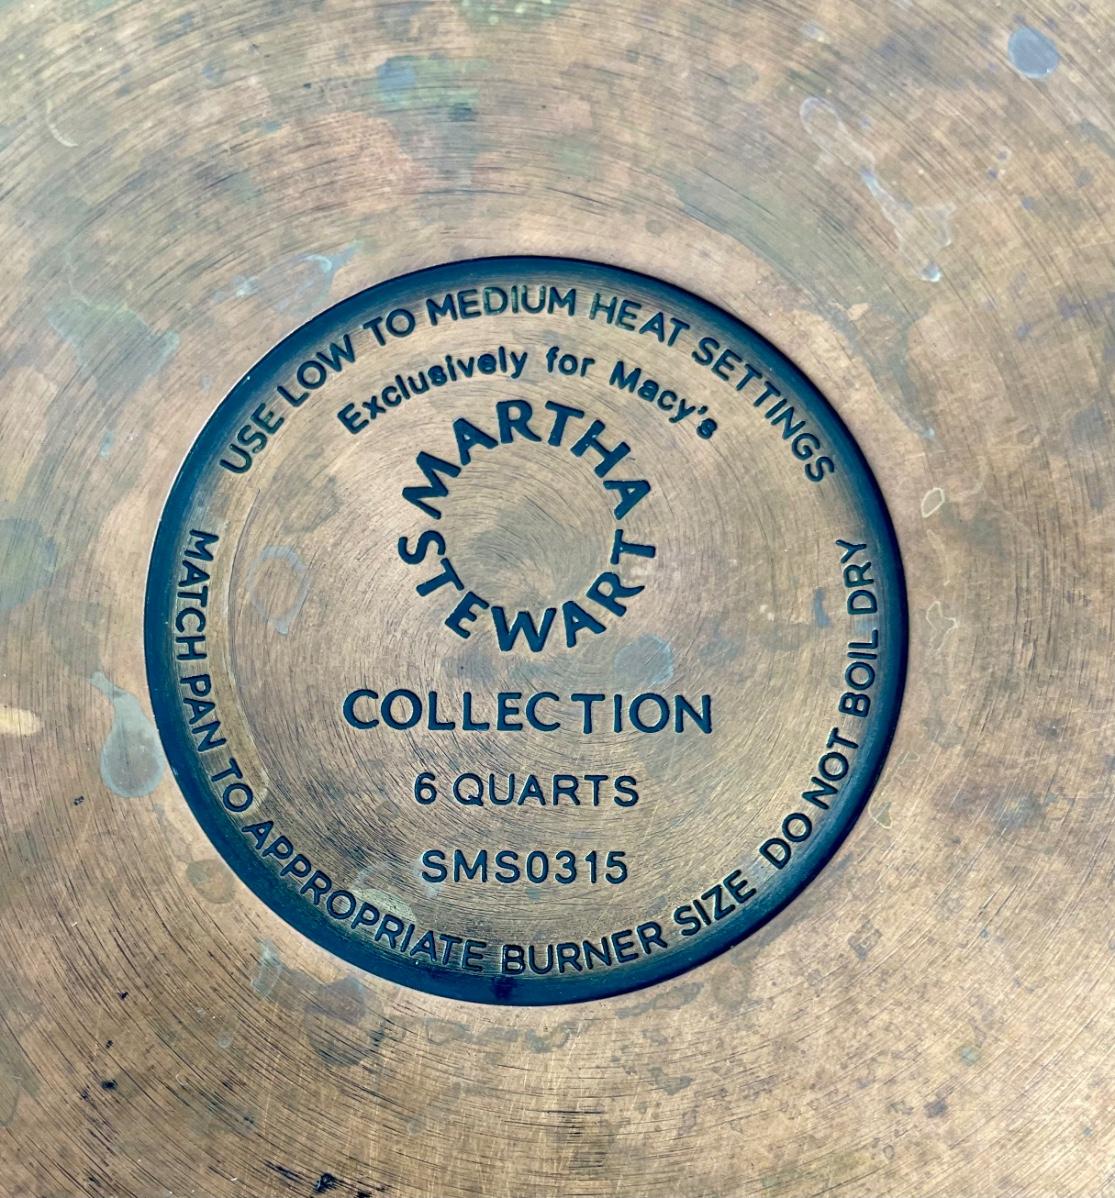 USE LOW TO MEDIUM HEAT SETTINGS
Exclusively for Macy's
MARTHA
STEWART
COLLECTION
6 QUARTS
SMS0315
MATCH PAN TO APPROPRIATE BURNER SIZE
DO NOT BOIL DRY